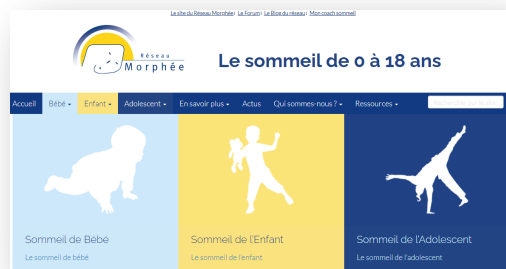 Le site du Réseau Morphée| Le Forum| Le Blog du réseau| Mon coach sommeil
Réseau
Morphée
Le sommeil de 0 à 18 ans
Accueil Bébé Enfant Adolescent En savoir plus Actus Qui sommes-nous ? Ressources
Sommeil de Bébé
Le sommeil de bébé
Sommeil de l'Enfant
Le sommeil de l'enfant
Sommeil de l'Adolescent
Le sommeil de l'adolescent